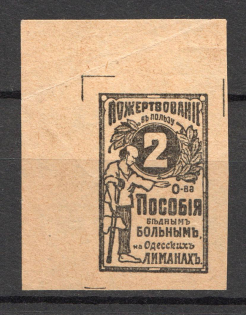 ПОЖЕРТВОВАНІЕ
въ пользу
2
О-ва
Пособія
бѣднымъ
больнымъ,
на Одесскихъ
лиманахъ.